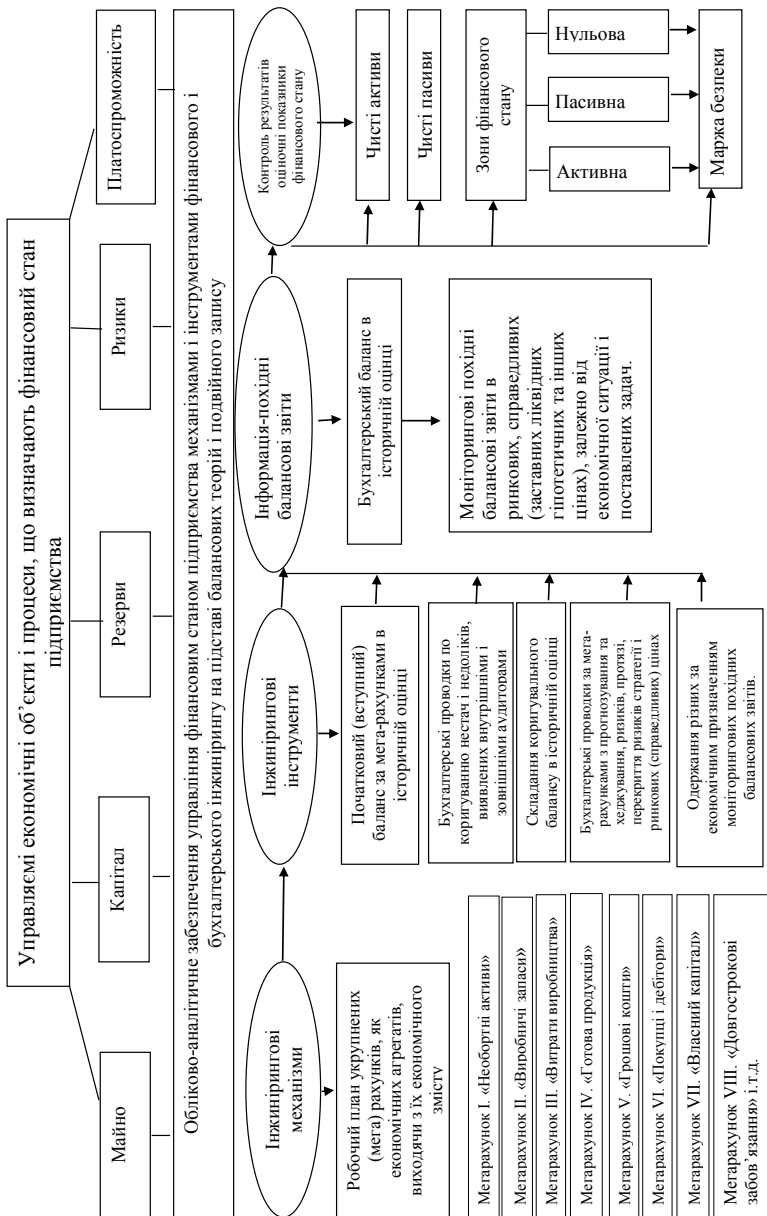 Управляємі економічні об’єкти і процеси, що визначають фінансовий стан
підприємства
Майно
Капітал
Резерви
Ризики
Платоспроможність
Обліково-аналітичне забезпечення управління фінансовим станом підприємства механізмами і інструментами фінансового і
бухгалтерського інжинірингу на підставі балансових теорій і подвійного запису
Інжинірингові
механізми
Робочий план укрупнених
(мега) рахунків, як
економічних агрегатів,
виходячи з їх економічного
змісту
Мегарахунок I. «Необортні активи»
Мегарахунок II. «Виробничі запаси»
Мегарахунок III. «Витрати виробництва»
Мегарахунок IV. «Готова продукція»
Мегарахунок V. «Грошові кошти»
Мегарахунок VI. «Покупці і дебітори»
Мегарахунок VII. «Власний капітал»
Мегарахунок VIII. «Довгострокові
забов’язання» і.т.д.
Інжинірингові
інструменти
Початковий (вступний)
баланс за мега-рахунками в
історичній оцінці
Бухгалтерські проводки по
коригуванню нестач і недоліків,
виявлених внутрішніми і
зовнішніми аудиторами
Складання коригувального
балансу в історичній оцінці
Бухгалтерські проводки за мега-
рахунками з прогнозування та
хеджування, ризиків, протязі,
перекриття ризиків стратегії і
ринкових (справедливих) цінах
Одержання різних за
економічним призначенням
моніторингових похідних
балансових звітів.
Інформація-похідні
балансові звіти
Бухгалтерський баланс в
історичній оцінці
Моніторингові похідні
балансові звіти в
ринкових, справедливих
(заставних ліквідних
гіпотетичних та інших
цінах), залежно від
економічної ситуації і
поставлених задач.
Контроль результатів
оціночні показники
фінансового стану
Чисті активи
Чисті пасиви
Зони фінансового
стану
Активна
Пасивна
Нульова
Маржа безпеки